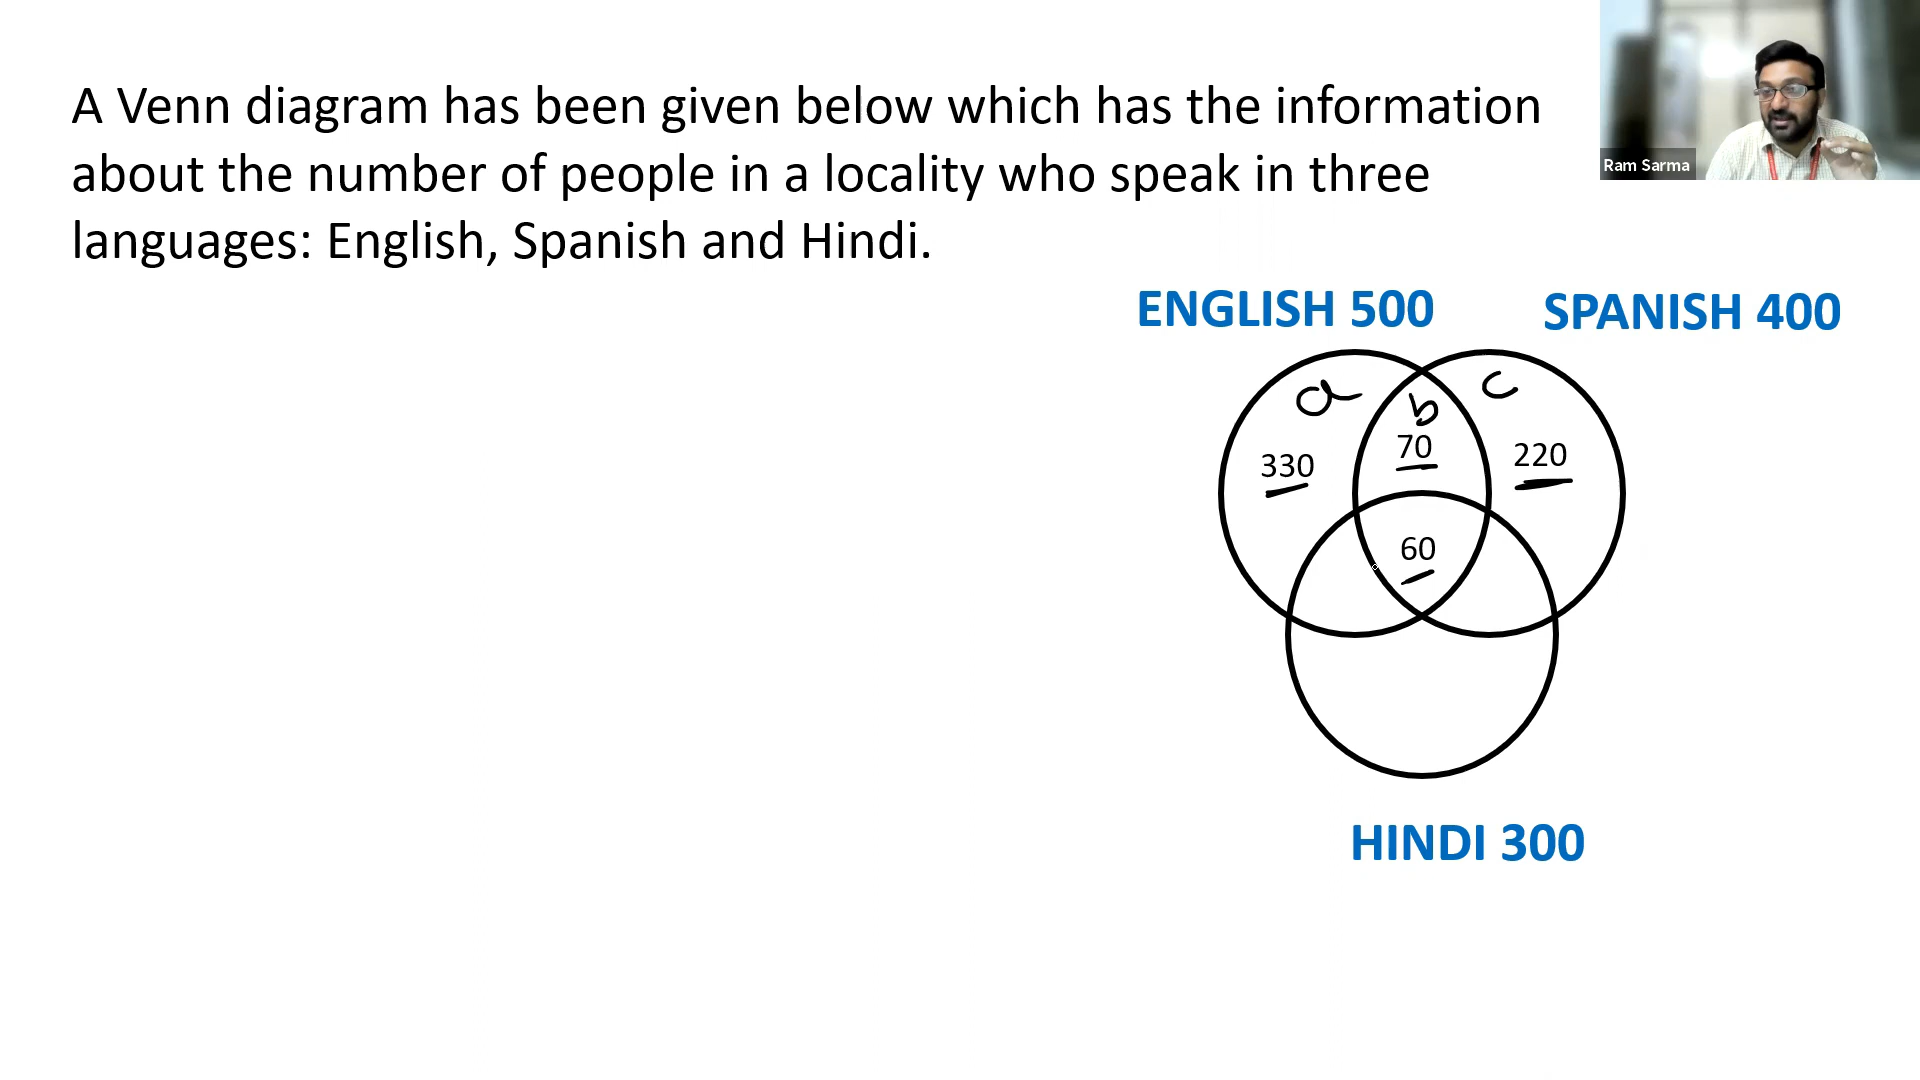 A Venn diagram has been given below which has the information
about the number of people in a locality who speak in three
languages: English, Spanish and Hindi.
Ram Sarma
ENGLISH 500
SPANISH 400
a
b
c
330
70
220
60
HINDI 300